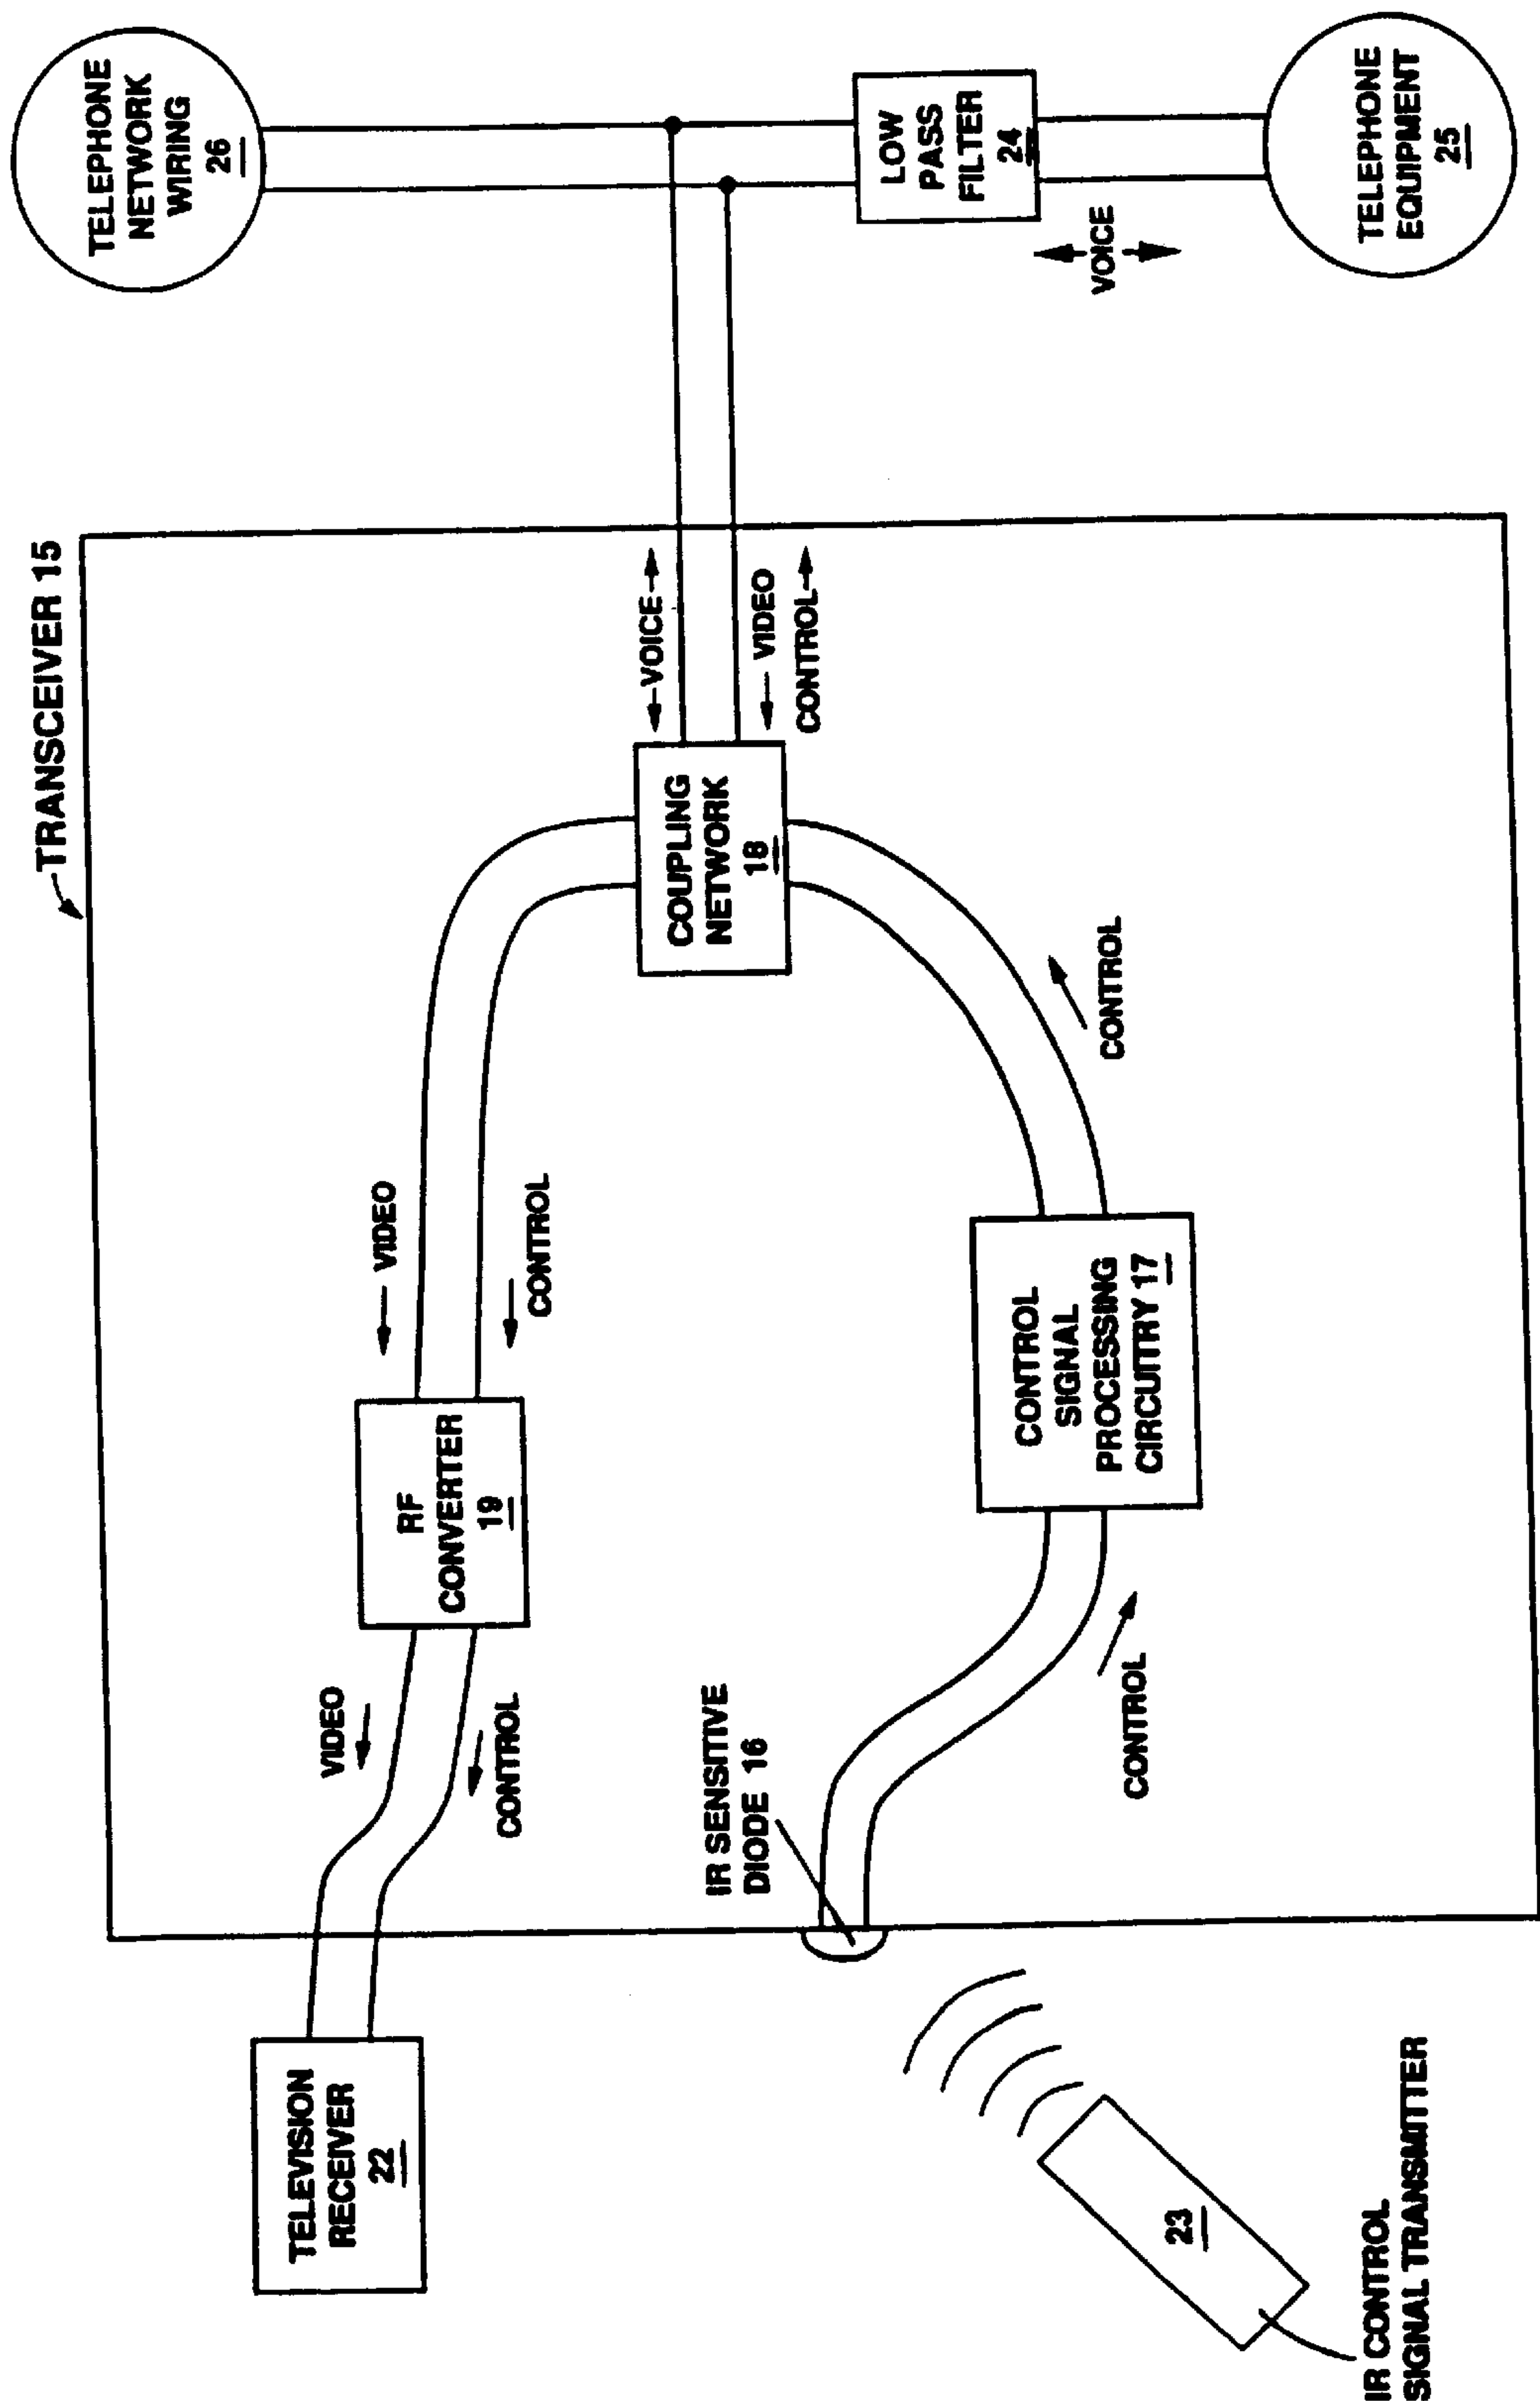 TRANSCEIVER 15
TELEVISION
RECEIVER
22
VIDEO
CONTROL
RF
CONVERTER
19
VIDEO
CONTROL
COUPLING
NETWORK
18
VOICE
VIDEO
CONTROL
TELEPHONE
NETWORK
WIRING
26
LOW
PASS
FILTER
24
VOICE
TELEPHONE
EQUIPMENT
25
IR SENSITIVE
DIODE 16
CONTROL
CONTROL
SIGNAL
PROCESSING
CIRCUITRY 17
CONTROL
23
IR CONTROL
SIGNAL TRANSMITTER